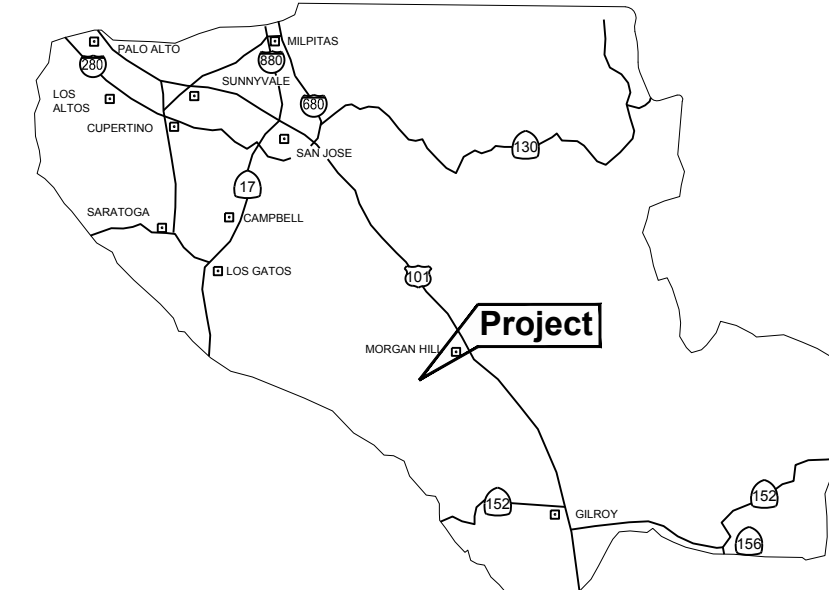 PALO ALTO
MILPITAS
280
880
SUNNYVALE
LOS
ALTOS
680
CUPERTINO
SAN JOSE
130
17
SARATOGA
CAMPBELL
LOS GATOS
101
Project
MORGAN HILL
152
152
GILROY
156